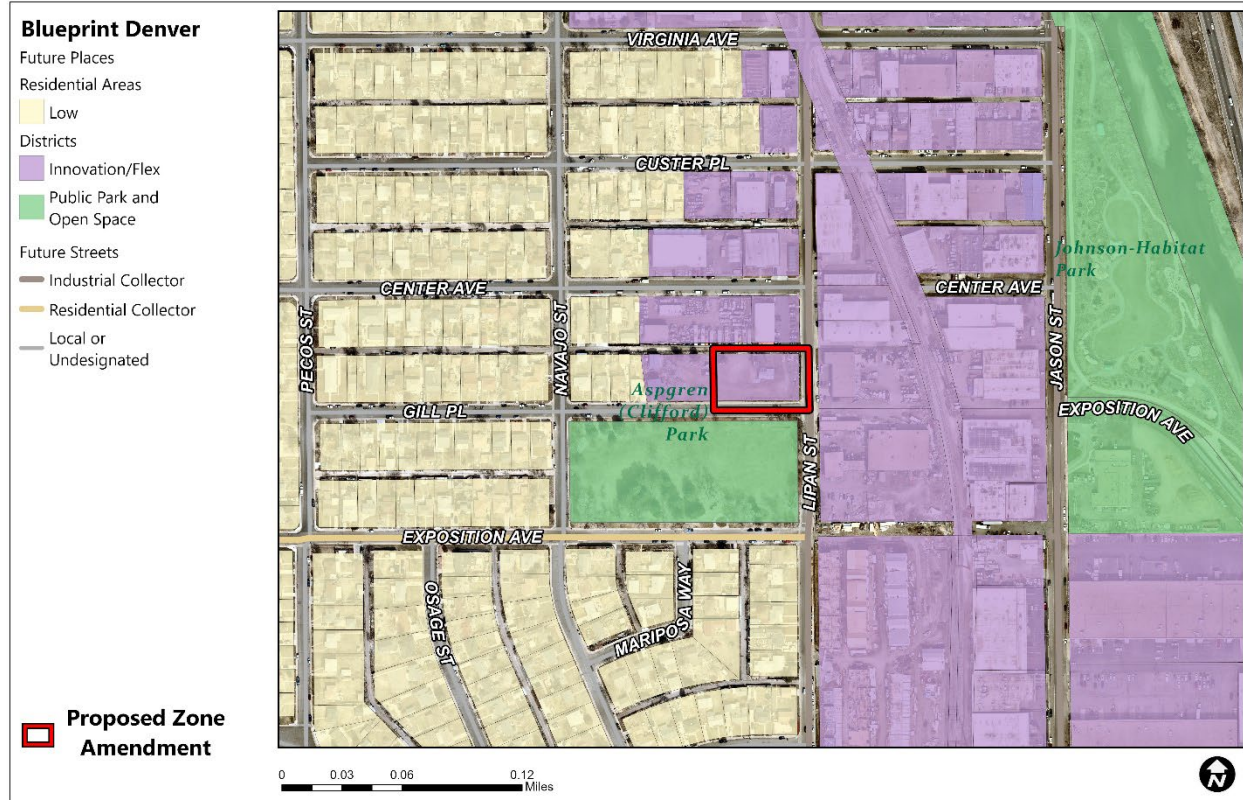 Blueprint Denver
Future Places
Residential Areas
Low
Districts
Innovation/Flex
Public Park and
Open Space
Future Streets
Industrial Collector
Residential Collector
Local or
Undesignated
Proposed Zone
Amendment
VIRGINIA AVE
CUSTER PL
Johnson-Habitat
Park
CENTER AVE
CENTER AVE
PECOS ST
NAVAJO ST
JASON ST
Aspgren
(Clifford)
Park
GILL PL
EXPOSITION AVE
LIPAN ST
EXPOSITION AVE
OSAGE ST
MARIPOSA WAY
0 0.03 0.06 0.12
Miles
N